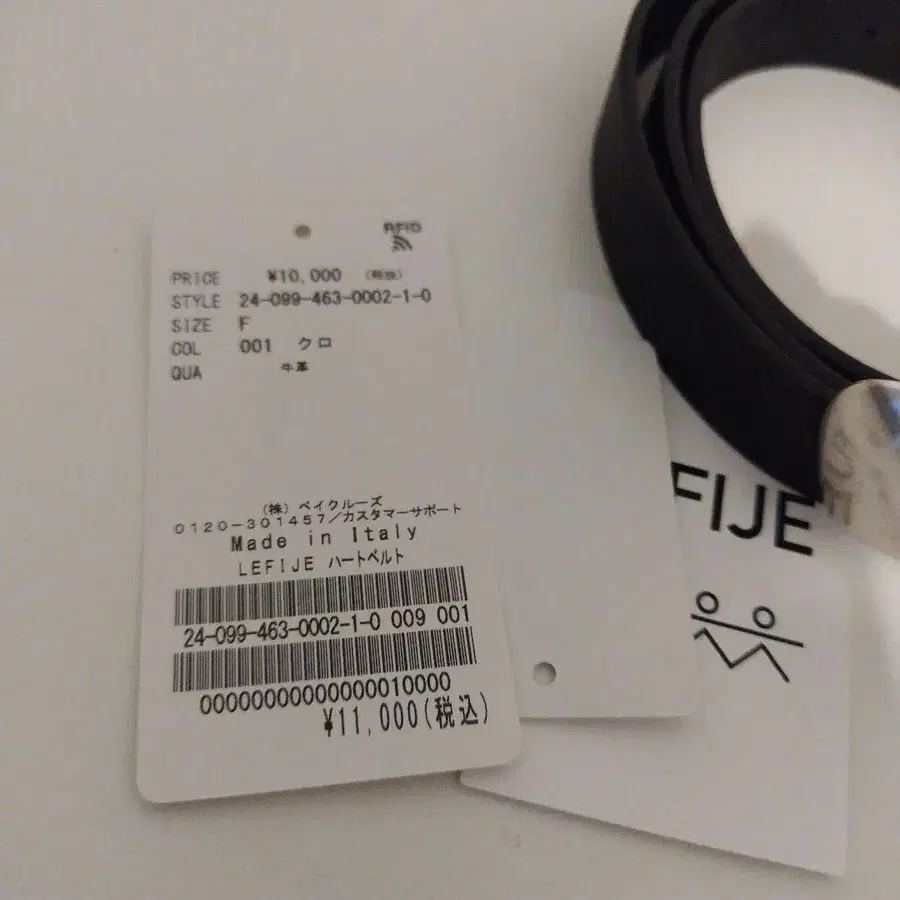 RFID
PRICE ¥10,000 (税抜)
STYLE 24-099-463-0002-1-0
SIZE F
COL 001 クロ
QUA 牛革
(株) ベイクルーズ
0120-301457/カスタマーサポート
Made in Italy
LEFIJE ハートベルト
24-099-463-0002-1-0 009 001
00000000000000010000
¥11,000(税込)
FIJE